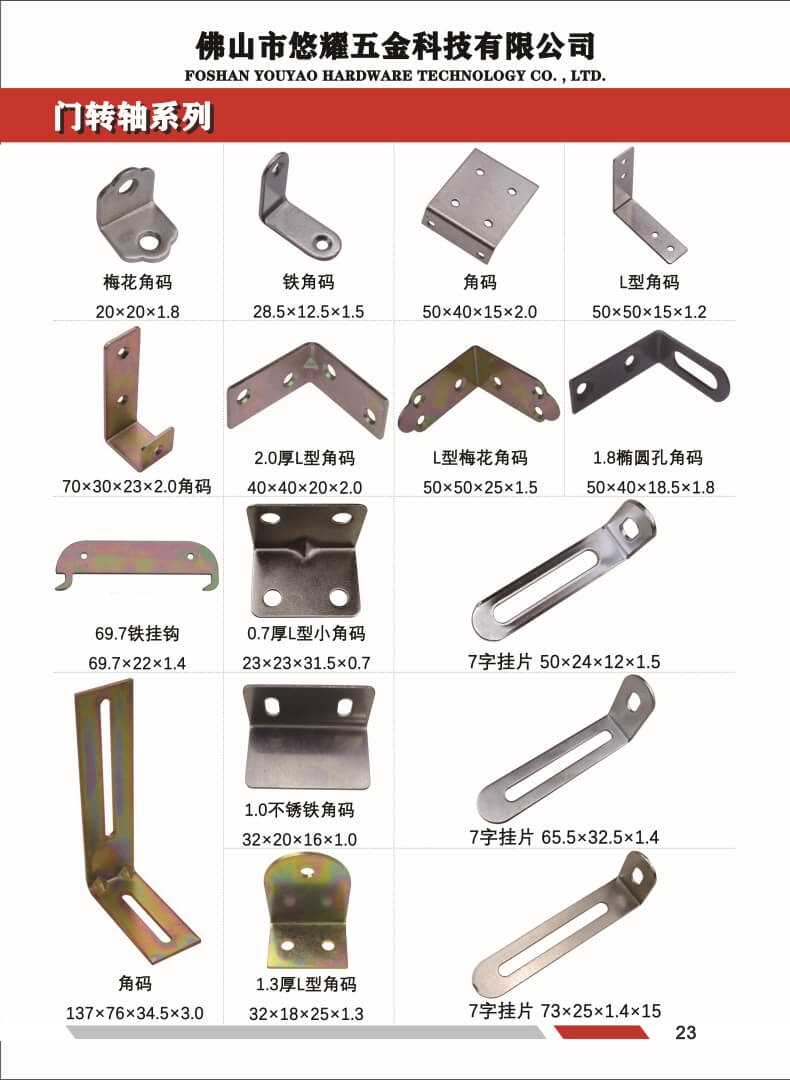 佛山市悠耀五金科技有限公司
FOSHAN YOUYAO HARDWARE TECHNOLOGY CO. , LTD.
门转轴系列
梅花角码
20×20×1.8
铁角码
28.5×12.5×1.5
角码
50×40×15×2.0
L型角码
50×50×15×1.2
70×30×23×2.0角码
2.0厚L型角码
40×40×20×2.0
L型梅花角码
50×50×25×1.5
1.8椭圆孔角码
50×40×18.5×1.8
69.7铁挂钩
69.7×22×1.4
0.7厚L型小角码
23×23×31.5×0.7
7字挂片 50×24×12×1.5
角码
137×76×34.5×3.0
1.0不锈铁角码
32×20×16×1.0
7字挂片 65.5×32.5×1.4
1.3厚L型角码
32×18×25×1.3
7字挂片 73×25×1.4×15
23